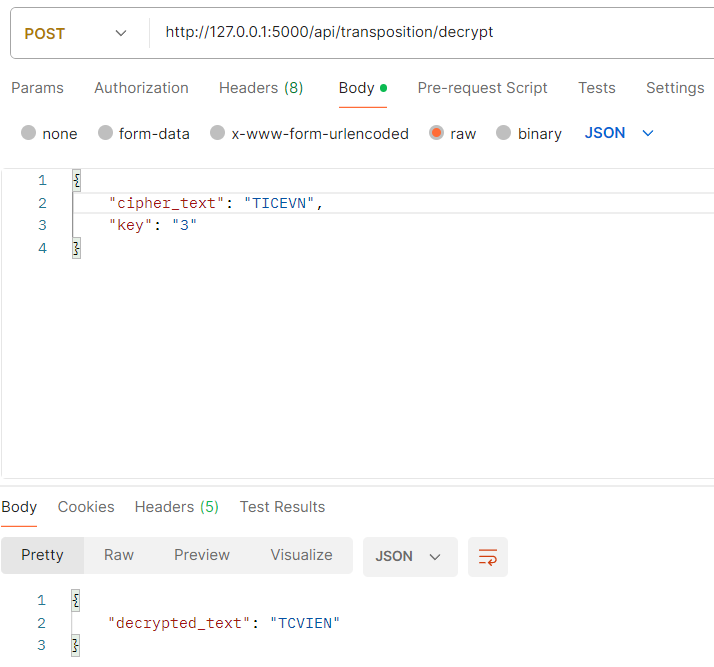 POST http://127.0.0.1:5000/api/transposition/decrypt
Params Authorization Headers (8) Body Pre-request Script Tests Settings
none form-data x-www-form-urlencoded raw binary JSON
1 {
2 "cipher_text": "TICEVN",
3 "key": "3"
4 }
Body Cookies Headers (5) Test Results
Pretty Raw Preview Visualize JSON
1 {
2 "decrypted_text": "TCVIEN"
3 }